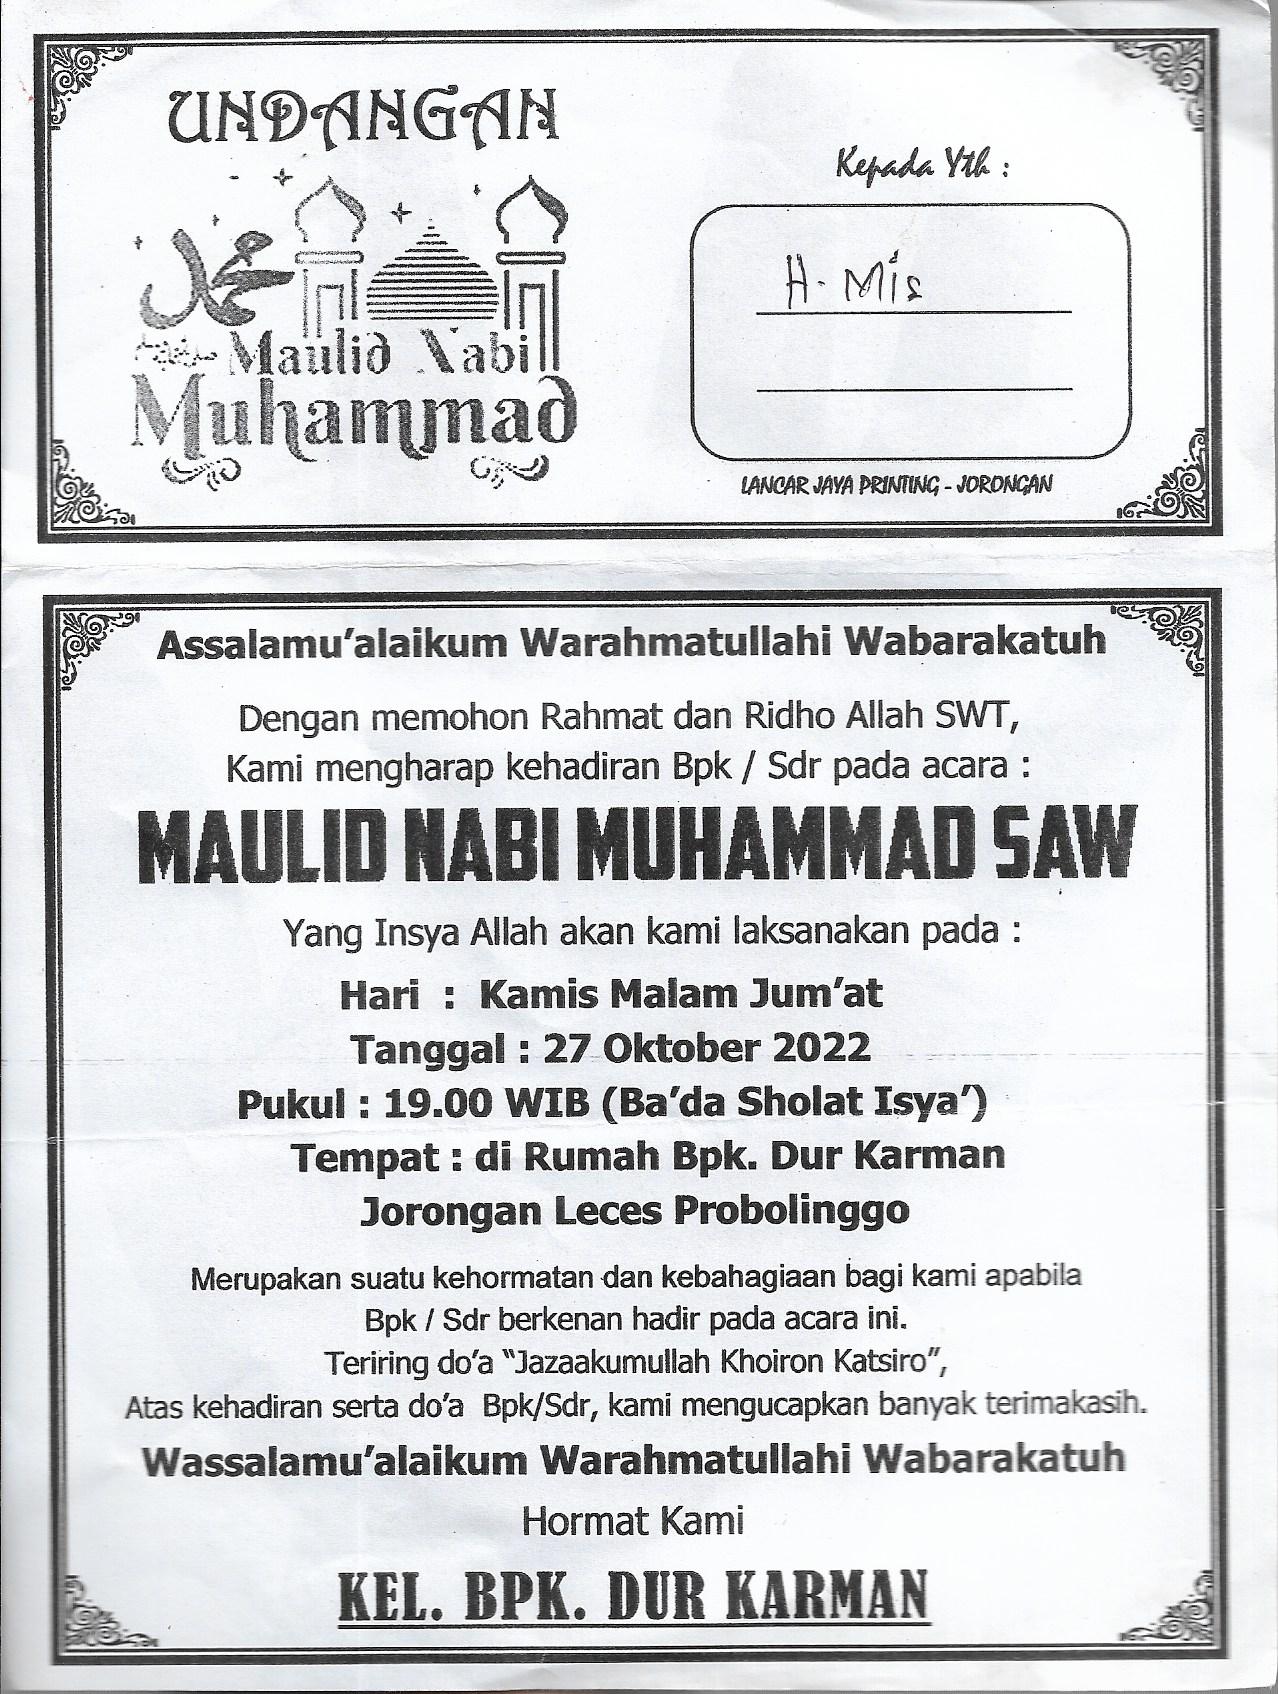 UNDANGAN
محمد
Maulid Nabi
Muhammad
Kepada Yth :
H. Mis
LANCAR JAYA PRINTING - JORONGAN
Assalamu’alaikum Warahmatullahi Wabarakatuh
Dengan memohon Rahmat dan Ridho Allah SWT,
Kami mengharap kehadiran Bpk / Sdr pada acara :
MAULID NABI MUHAMMAD SAW
Yang Insya Allah akan kami laksanakan pada :
Hari : Kamis Malam Jum’at
Tanggal : 27 Oktober 2022
Pukul : 19.00 WIB (Ba’da Sholat Isya’)
Tempat : di Rumah Bpk. Dur Karman
Jorongan Leces Probolinggo
Merupakan suatu kehormatan dan kebahagiaan bagi kami apabila
Bpk / Sdr berkenan hadir pada acara ini.
Teriring do’a “Jazaakumullah Khoiron Katsiro”,
Atas kehadiran serta do’a Bpk/Sdr, kami mengucapkan banyak terimakasih.
Wassalamu’alaikum Warahmatullahi Wabarakatuh
Hormat Kami
KEL. BPK. DUR KARMAN